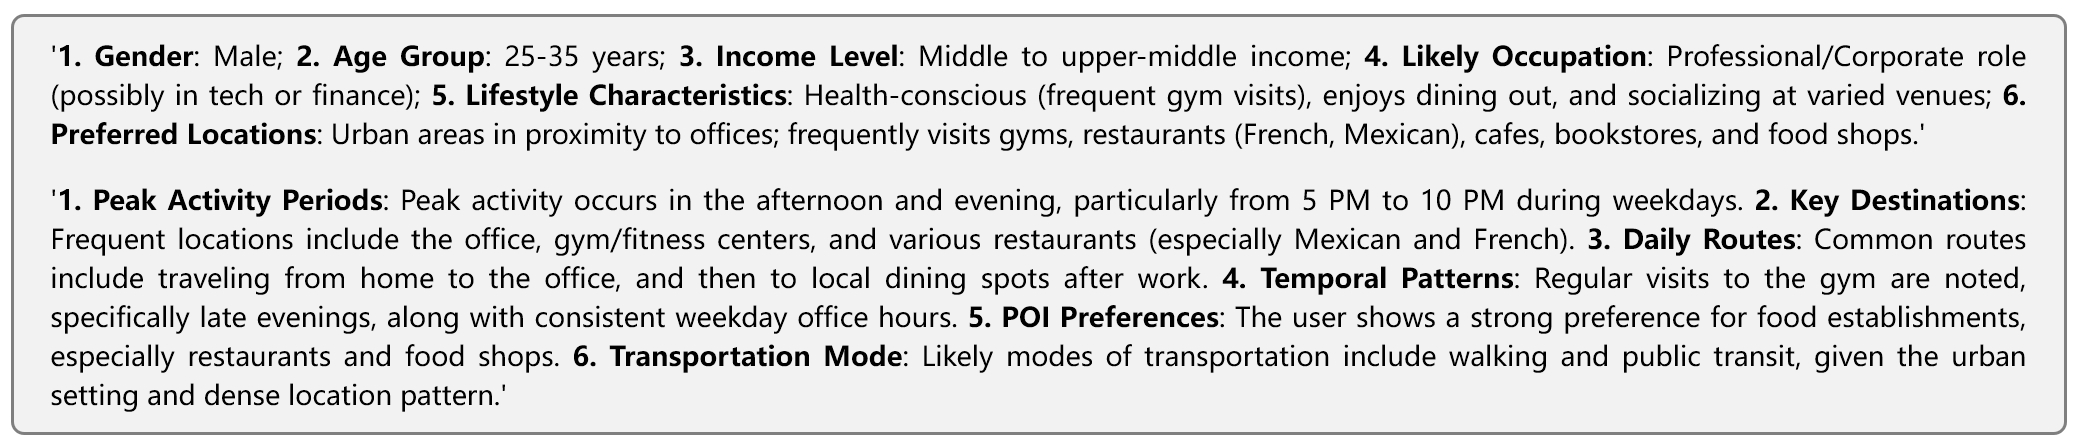 '1. Gender: Male; 2. Age Group: 25-35 years; 3. Income Level: Middle to upper-middle income; 4. Likely Occupation: Professional/Corporate role
(possibly in tech or finance); 5. Lifestyle Characteristics: Health-conscious (frequent gym visits), enjoys dining out, and socializing at varied venues; 6.
Preferred Locations: Urban areas in proximity to offices; frequently visits gyms, restaurants (French, Mexican), cafes, bookstores, and food shops.'
'1. Peak Activity Periods: Peak activity occurs in the afternoon and evening, particularly from 5 PM to 10 PM during weekdays. 2. Key Destinations:
Frequent locations include the office, gym/fitness centers, and various restaurants (especially Mexican and French). 3. Daily Routes: Common routes
include traveling from home to the office, and then to local dining spots after work. 4. Temporal Patterns: Regular visits to the gym are noted,
specifically late evenings, along with consistent weekday office hours. 5. POI Preferences: The user shows a strong preference for food establishments,
especially restaurants and food shops. 6. Transportation Mode: Likely modes of transportation include walking and public transit, given the urban
setting and dense location pattern.'